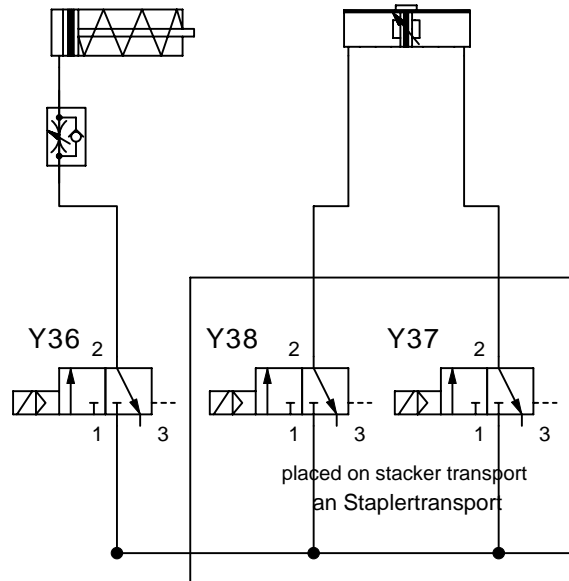 Y36 2
Y38 2
Y37 2
1 3
1 3
1 3
placed on stacker transport
an Staplertransport